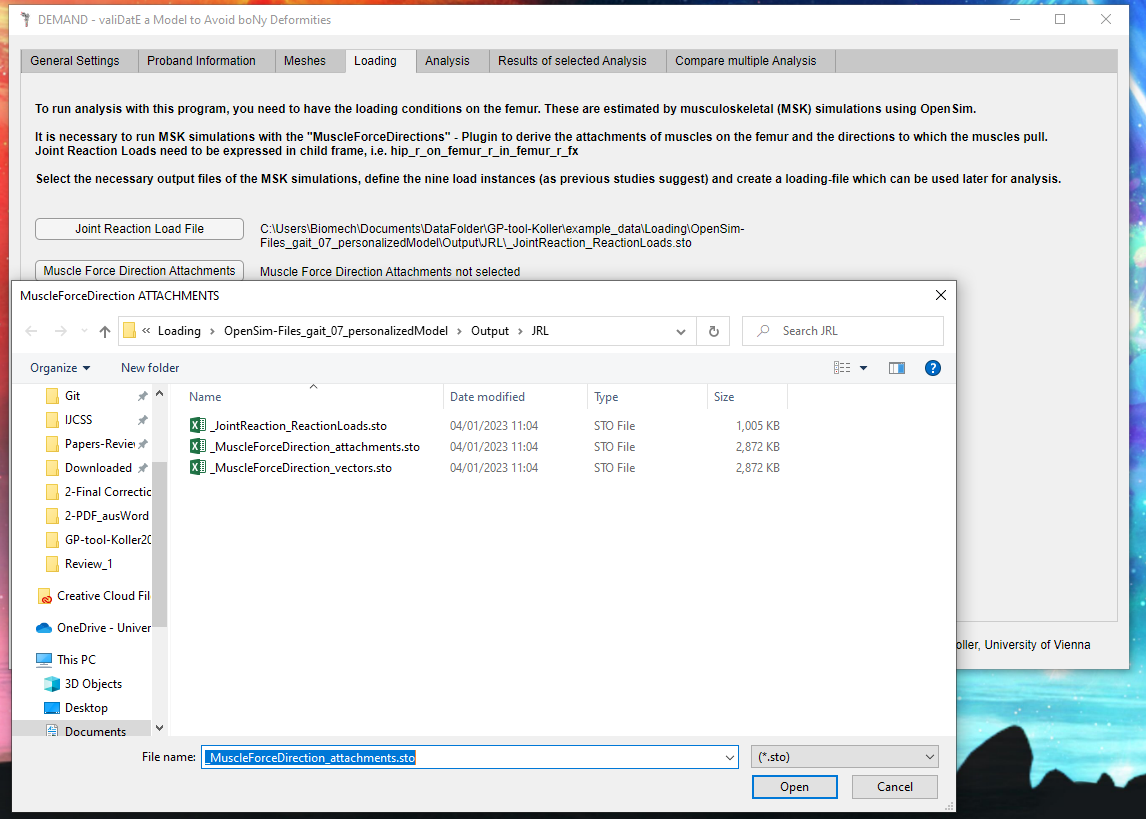 DEMAND - valiDatE a Model to Avoid boNy Deformities
General Settings Proband Information Meshes Loading Analysis Results of selected Analysis Compare multiple Analysis
To run analysis with this program, you need to have the loading conditions on the femur. These are estimated by musculoskeletal (MSK) simulations using OpenSim.
It is necessary to run MSK simulations with the "MuscleForceDirections" - Plugin to derive the attachments of muscles on the femur and the directions to which the muscles pull.
Joint Reaction Loads need to be expressed in child frame, i.e. hip_r_on_femur_r_in_femur_r_fx
Select the necessary output files of the MSK simulations, define the nine load instances (as previous studies suggest) and create a loading-file which can be used later for analysis.
Joint Reaction Load File
C:\Users\Biomech\Documents\DataFolder\GP-tool-Koller\example_data\Loading\OpenSim-
Files_gait_07_personalizedModel\Output\JRL\_JointReaction_ReactionLoads.sto
Muscle Force Direction Attachments
Muscle Force Direction Attachments not selected
MuscleForceDirection ATTACHMENTS
« Loading › OpenSim-Files_gait_07_personalizedModel › Output › JRL
Search JRL
Organize New folder
Name Date modified Type Size
_JointReaction_ReactionLoads.sto 04/01/2023 11:04 STO File 1,005 KB
_MuscleForceDirection_attachments.sto 04/01/2023 11:04 STO File 2,872 KB
_MuscleForceDirection_vectors.sto 04/01/2023 11:04 STO File 2,872 KB
Git
IJCSS
Papers-Review
Downloaded
2-Final Correctic
2-PDF_ausWord
GP-tool-Koller20
Review_1
Creative Cloud Fil
OneDrive - Univer
This PC
3D Objects
Desktop
Documents
oller, University of Vienna
File name: _MuscleForceDirection_attachments.sto (*.sto)
Open Cancel